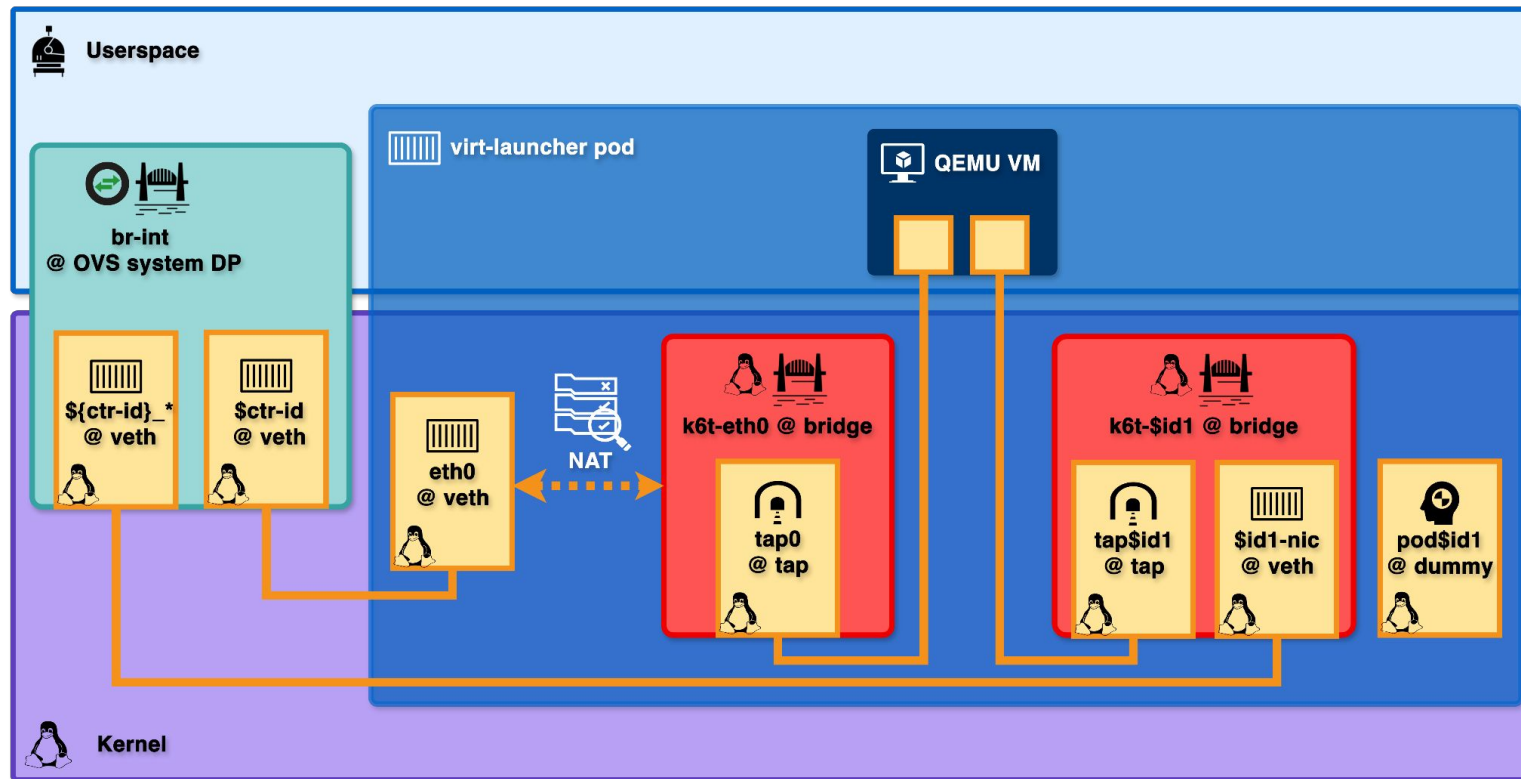 Userspace
virt-launcher pod
QEMU VM
br-int
@ OVS system DP
${ctr-id}_*
@ veth
$ctr-id
@ veth
eth0
@ veth
NAT
k6t-eth0 @ bridge
tap0
@ tap
k6t-$id1 @ bridge
tap$id1
@ tap
$id1-nic
@ veth
pod$id1
@ dummy
Kernel